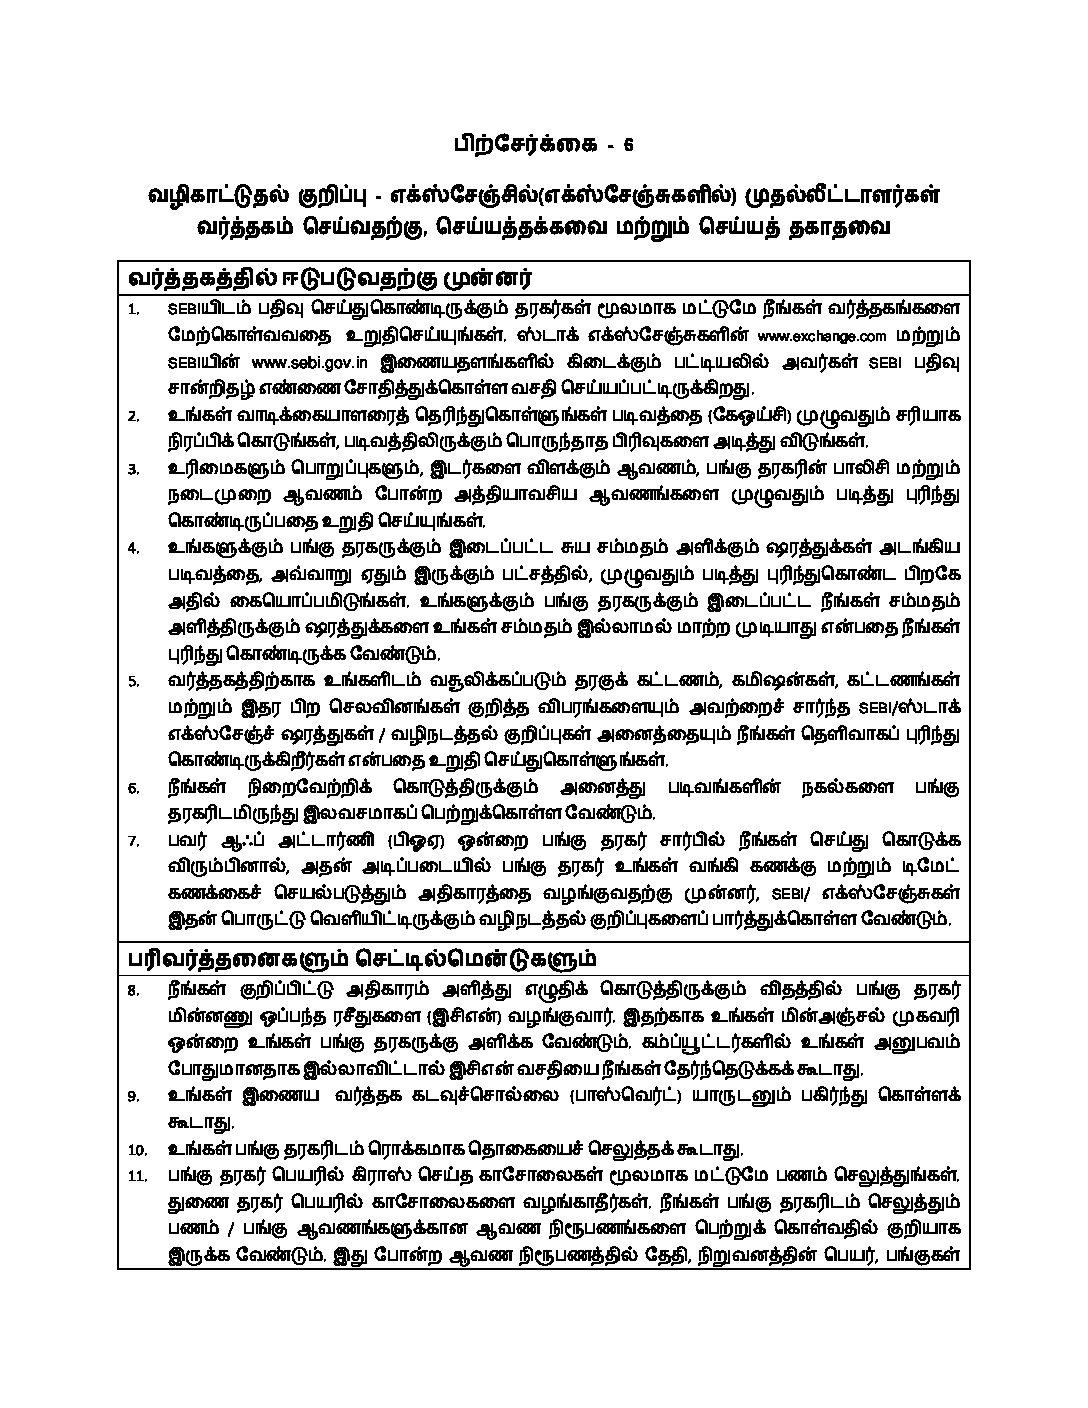 பிற்சேர்க்கை - 6
வழிகாட்டுதல் குறிப்பு - எக்ஸ்சேஞ்சில்(எக்ஸ்சேஞ்சுகளில்) முதல்லீட்டாளர்கள்
வர்த்தகம் செய்வதற்கு, செய்யத்தக்கவை மற்றும் செய்யத் தகாதவை
வர்த்தகத்தில் ஈடுபடுவதற்கு முன்னர்
1. SEBIயிடம் பதிவு செய்துகொண்டிருக்கும் தரகர்கள் மூலமாக மட்டுமே நீங்கள் வர்த்தகங்களை
மேற்கொள்வவதை உறுதிசெய்யுங்கள். ஸ்டாக் எக்ஸ்சேஞ்சுகளின் www.exchange.com மற்றும்
SEBIயின் www.sebi.gov.in இணையதளங்களில் கிடைக்கும் பட்டியலில் அவர்கள் SEBI பதிவு
சான்றிதழ் எண்ணை சோதித்துக்கொள்ள வசதி செய்யப்பட்டிருக்கிறது.
2. உங்கள் வாடிக்கையாளரைத் தெரிந்துகொள்ளுங்கள் படிவத்தை (கேஒய்சி) முழுவதும் சரியாக
நிரப்பிக் கொடுங்கள், படிவத்திலிருக்கும் பொருந்தாத பிரிவுகளை அடித்து விடுங்கள்.
3. உரிமைகளும் பொறுப்புகளும், இடர்களை விளக்கும் ஆவணம், பங்கு தரகரின் பாலிசி மற்றும்
நடைமுறை ஆவணம் போன்ற அத்தியாவசிய ஆவணங்களை முழுவதும் படித்து புரிந்து
கொண்டிருப்பதை உறுதி செய்யுங்கள்.
4. உங்களுக்கும் பங்கு தரகருக்கும் இடைப்பட்ட சுய சம்மதம் அளிக்கும் ஷரத்துக்கள் அடங்கிய
படிவத்தை, அவ்வாறு ஏதும் இருக்கும் பட்சத்தில், முழுவதும் படித்து புரிந்துகொண்ட பிறகே
அதில் கையொப்பமிடுங்கள். உங்களுக்கும் பங்கு தரகருக்கும் இடைப்பட்ட நீங்கள் சம்மதம்
அளித்திருக்கும் ஷரத்துக்களை உங்கள் சம்மதம் இல்லாமல் மாற்ற முடியாது என்பதை நீங்கள்
புரிந்து கொண்டிருக்க வேண்டும்.
5. வர்த்தகத்திற்காக உங்களிடம் வசூலிக்கப்படும் தரகுக் கட்டணம், கமிஷன்கள், கட்டணங்கள்
மற்றும் இதர பிற செலவினங்கள் குறித்த விபரங்களையும் அவற்றைச் சார்ந்த SEBI/ஸ்டாக்
எக்ஸ்சேஞ்ச் ஷரத்துகள் / வழிநடத்தல் குறிப்புகள் அனைத்தையும் நீங்கள் தெளிவாகப் புரிந்து
கொண்டிருக்கிறீர்கள் என்பதை உறுதி செய்துகொள்ளுங்கள்.
6. நீங்கள் நிறைவேற்றிக் கொடுத்திருக்கும் அனைத்து படிவங்களின் நகல்களை பங்கு
தரகரிடமிருந்து இலவசமாகப் பெற்றுக்கொள்ள வேண்டும்.
7. பவர் ஆஃப் அட்டார்ணி (பிஓஏ) ஒன்றை பங்கு தரகர் சார்பில் நீங்கள் செய்து கொடுக்க
விரும்பினால், அதன் அடிப்படையில் பங்கு தரகர் உங்கள் வங்கி கணக்கு மற்றும் டிமேட்
கணக்கைச் செயல்படுத்தும் அதிகாரத்தை வழங்குவதற்கு முன்னர், SEBI/ எக்ஸ்சேஞ்சுகள்
இதன் பொருட்டு வெளியிட்டிருக்கும் வழிநடத்தல் குறிப்புகளைப் பார்த்துக்கொள்ள வேண்டும்.
பரிவர்த்தனைகளும் செட்டில்மென்டுகளும்
8. நீங்கள் குறிப்பிட்டு அதிகாரம் அளித்து எழுதிக் கொடுத்திருக்கும் விதத்தில் பங்கு தரகர்
மின்னணு ஒப்பந்த ரசீதுகளை (இசிஎன்) வழங்குவார். இதற்காக உங்கள் மின்அஞ்சல் முகவரி
ஒன்றை உங்கள் பங்கு தரகருக்கு அளிக்க வேண்டும். கம்ப்யூட்டர்களில் உங்கள் அனுபவம்
போதுமானதாக இல்லாவிட்டால் இசிஎன் வசதியை நீங்கள் தேர்ந்தெடுக்கக் கூடாது.
9. உங்கள் இணைய வர்த்தக கடவுச்சொல்லை (பாஸ்வெர்ட்) யாருடனும் பகிர்ந்து கொள்ளக்
கூடாது.
10. உங்கள் பங்கு தரகரிடம் ரொக்கமாக தொகையைச் செலுத்தக் கூடாது.
11. பங்கு தரகர் பெயரில் கிராஸ் செய்த காசோலைகள் மூலமாக மட்டுமே பணம் செலுத்துங்கள்.
துணை தரகர் பெயரில் காசோலைகளை வழங்காதீர்கள். நீங்கள் பங்கு தரகரிடம் செலுத்தும்
பணம் / பங்கு ஆவணங்களுக்கான ஆவண நிரூபணங்களை பெற்றுக் கொள்வதில் குறியாக
இருக்க வேண்டும். இது போன்ற ஆவண நிரூபணத்தில் தேதி, நிறுவனத்தின் பெயர், பங்குகள்